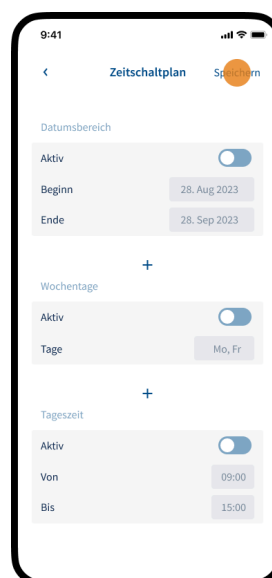 9:41
‹ Zeitschaltplan Speichern
Datumsbereich
Aktiv
Beginn 28. Aug 2023
Ende 28. Sep 2023
+
Wochentage
Aktiv
Tage Mo, Fr
+
Tageszeit
Aktiv
Von 09:00
Bis 15:00